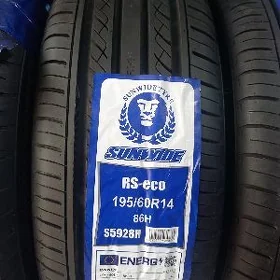 SUNWIDE TYRE
SUNWIDE
RS-eco
195/60R14
86H
S5928H
ENERG